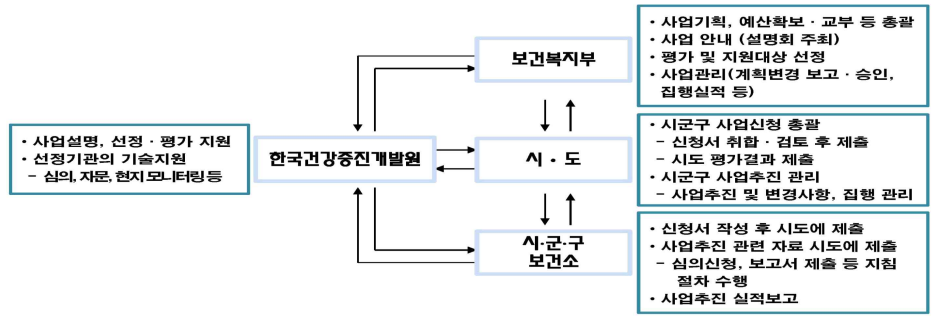 · 사업설명, 선정 · 평가 지원
· 선정기관의 기술지원
– 심의, 자문, 현지 모니터링 등
한국건강증진개발원
보건복지부
· 사업기획, 예산확보 · 교부 등 총괄
· 사업 안내 (설명회 주최)
· 평가 및 지원대상 선정
· 사업관리(계획변경 보고 · 승인,
집행실적 등)
시 · 도
· 시군구 사업신청 총괄
– 신청서 취합 · 검토 후 제출
– 시도 평가결과 제출
· 시군구 사업추진 관리
– 사업추진 및 변경사항, 집행 관리
시·군·구
보건소
· 신청서 작성 후 시도에 제출
· 사업추진 관련 자료 시도에 제출
– 심의신청, 보고서 제출 등 지침
절차 수행
· 사업추진 실적보고